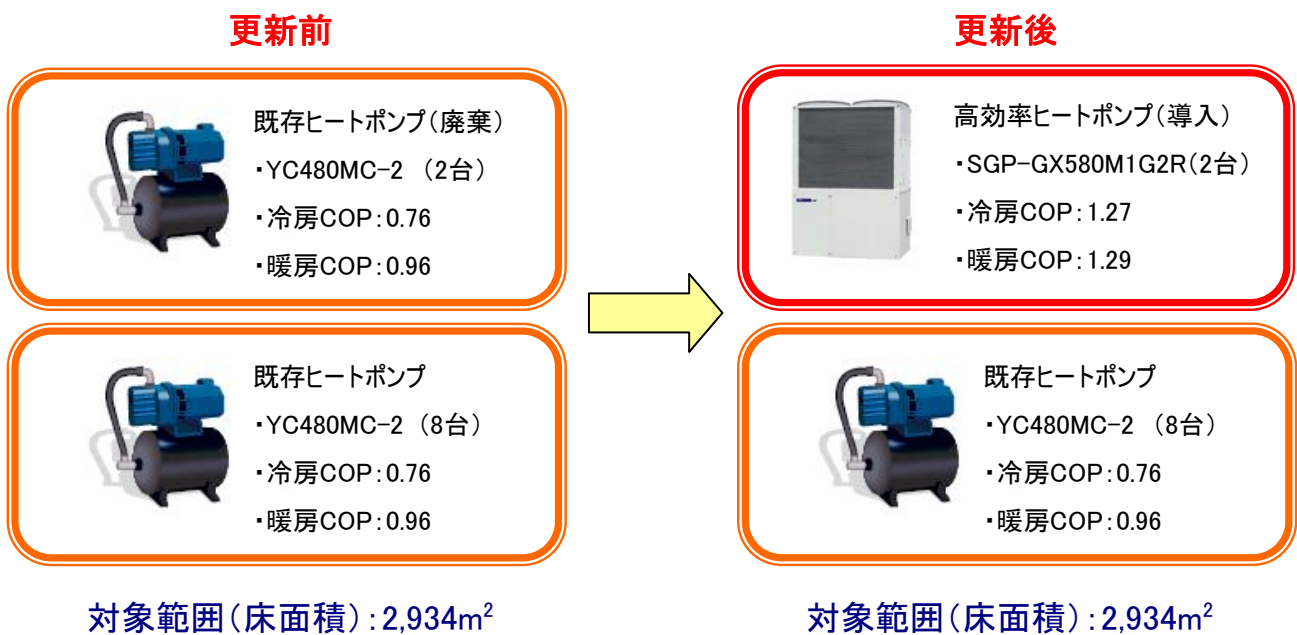 更新前
既存ヒートポンプ(廃棄)
・YC480MC-2 (2台)
・冷房COP:0.76
・暖房COP:0.96
既存ヒートポンプ
・YC480MC-2 (8台)
・冷房COP:0.76
・暖房COP:0.96
対象範囲(床面積):2,934m²
更新後
高効率ヒートポンプ(導入)
・SGP-GX580M1G2R(2台)
・冷房COP:1.27
・暖房COP:1.29
既存ヒートポンプ
・YC480MC-2 (8台)
・冷房COP:0.76
・暖房COP:0.96
対象範囲(床面積):2,934m²